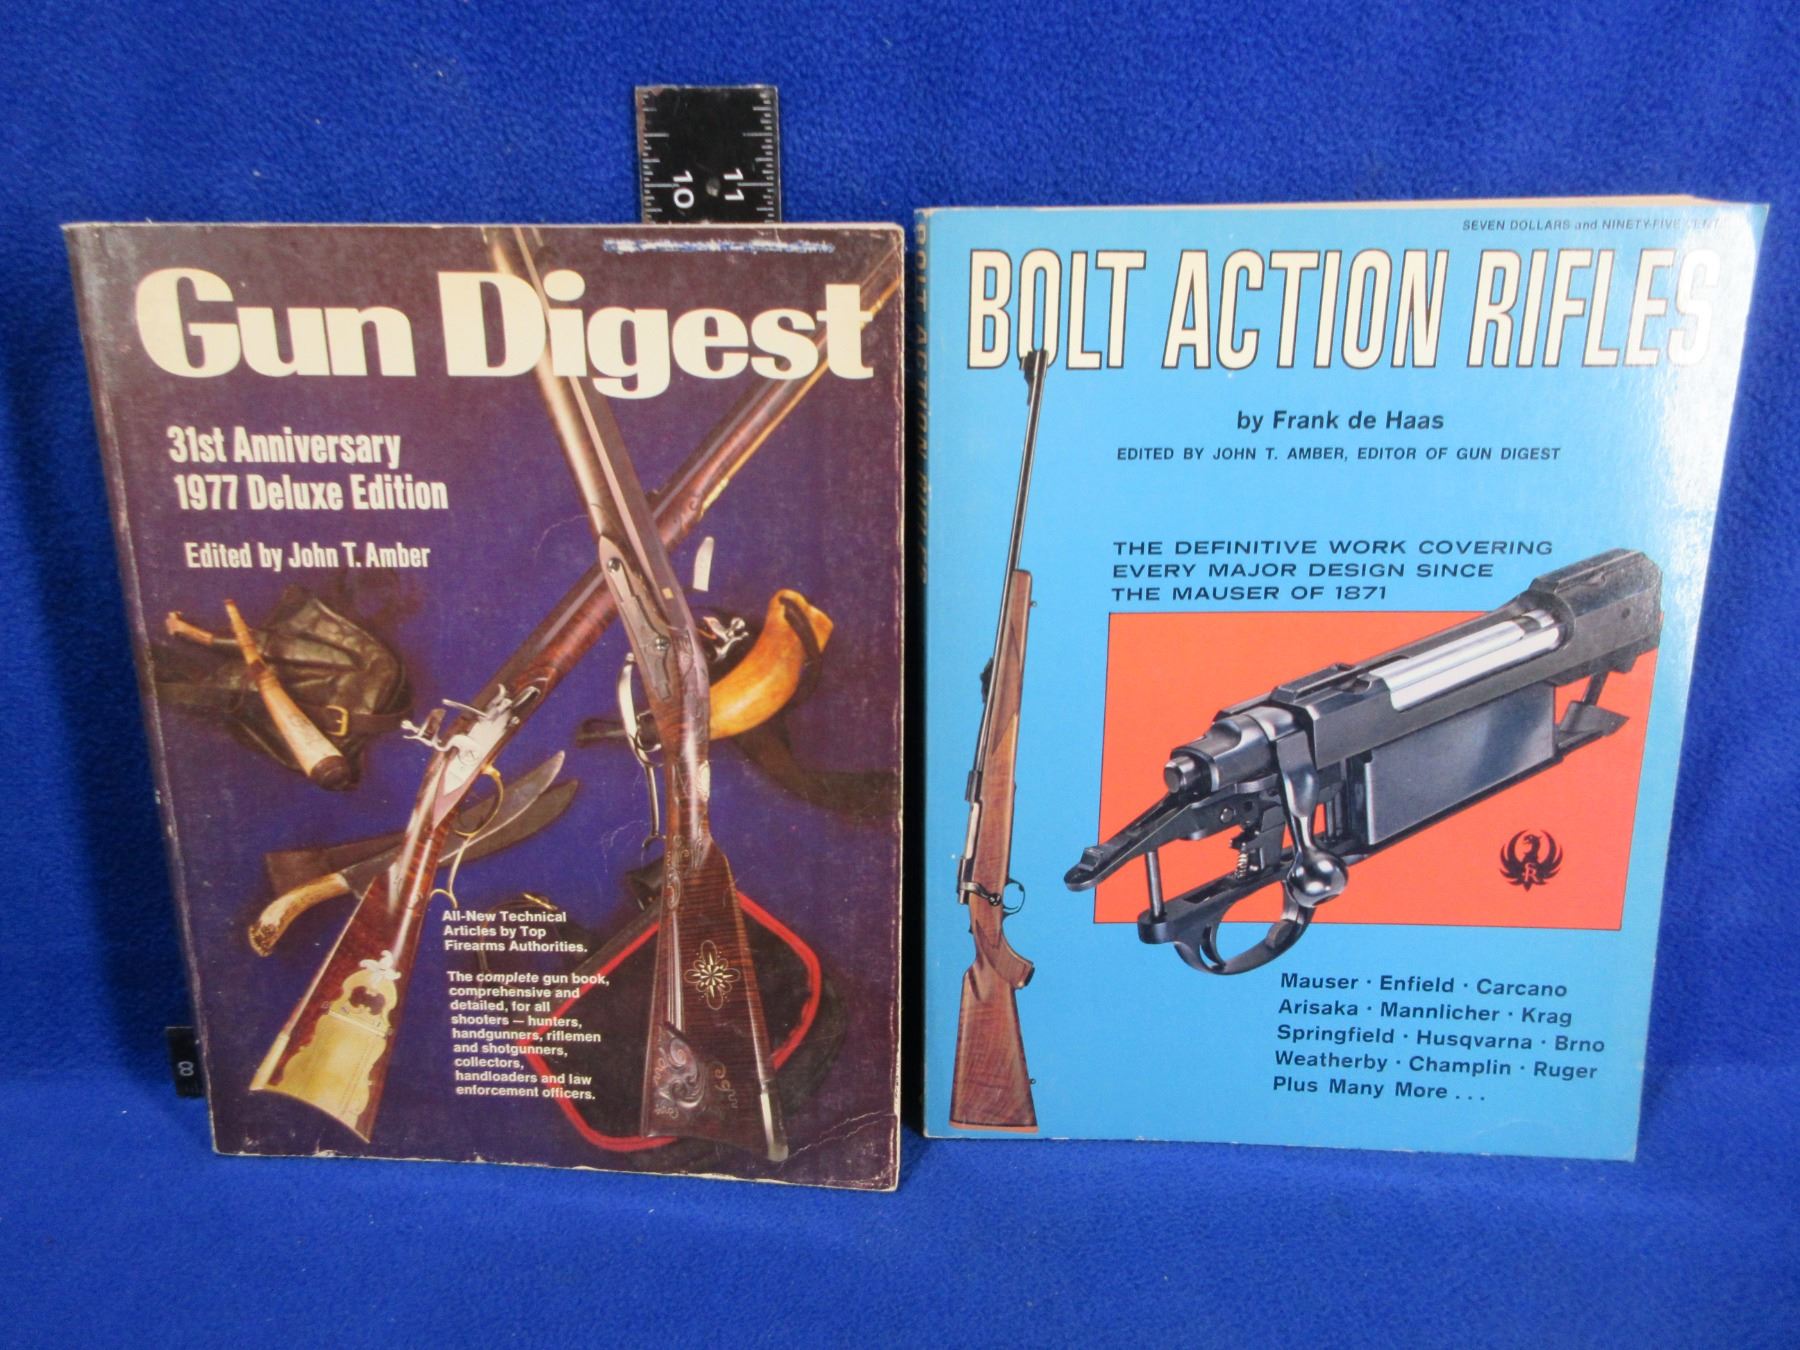 11
10
8
Gun Digest
31st Anniversary
1977 Deluxe Edition
Edited by John T. Amber
All-New Technical
Articles by Top
Firearms Authorities.
The complete gun book,
comprehensive and
detailed, for all
shooters — hunters,
handgunners, riflemen
and shotgunners,
collectors,
handloaders and law
enforcement officers.
SEVEN DOLLARS and NINETY-FIVE
BOLT ACTION RIFLES
by Frank de Haas
EDITED BY JOHN T. AMBER, EDITOR OF GUN DIGEST
THE DEFINITIVE WORK COVERING
EVERY MAJOR DESIGN SINCE
THE MAUSER OF 1871
Mauser · Enfield · Carcano
Arisaka · Mannlicher · Krag
Springfield · Husqvarna · Brno
Weatherby · Champlin · Ruger
Plus Many More . . .
BOLT ACTION RIFLES